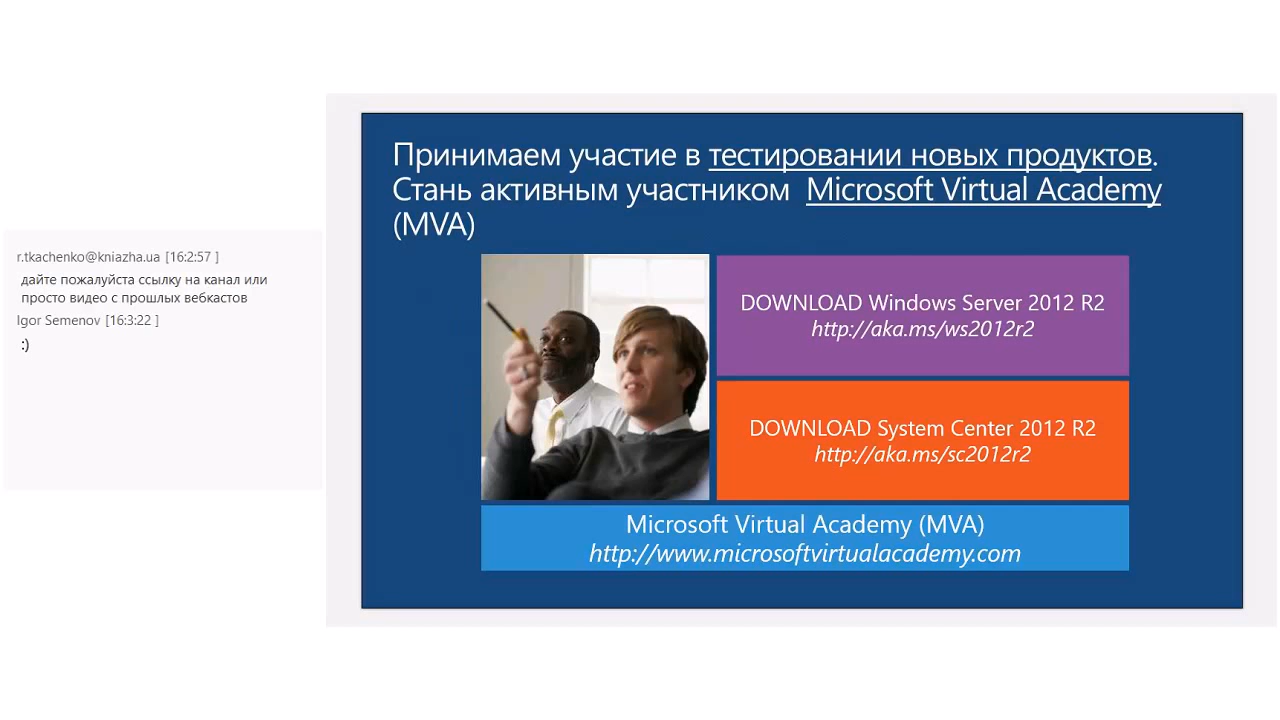 r.tkachenko@kniazha.ua [16:2:57 ]
дайте пожалуйста ссылку на канал или
просто видео с прошлых вебкастов
Igor Semenov [16:3:22 ]
:)
Принимаем участие в тестировании новых продуктов.
Стань активным участником Microsoft Virtual Academy
(MVA)
DOWNLOAD Windows Server 2012 R2
http://aka.ms/ws2012r2
DOWNLOAD System Center 2012 R2
http://aka.ms/sc2012r2
Microsoft Virtual Academy (MVA)
http://www.microsoftvirtualacademy.com